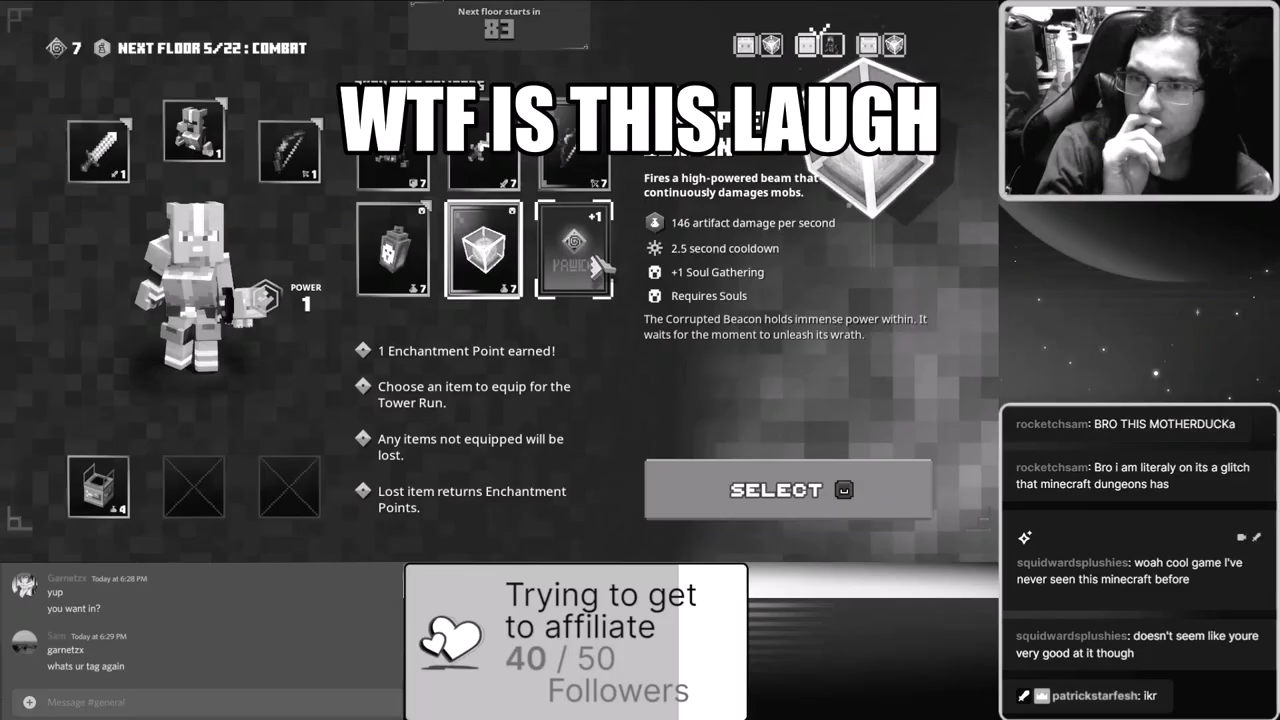 Next floor starts in
83
7 NEXT FLOOR 5/22 : COMBAT
WTF IS THIS LAUGH
1
1
1
7
7
7
Fires a high-powered beam that
continuously damages mobs.
146 artifact damage per second
2.5 second cooldown
+1 Soul Gathering
Requires Souls
The Corrupted Beacon holds immense power within. It
waits for the moment to unleash its wrath.
7
7
+1
POWER
1
1 Enchantment Point earned!
Choose an item to equip for the
Tower Run.
Any items not equipped will be
lost.
Lost item returns Enchantment
Points.
4
SELECT
Garnetzx Today at 6:28 PM
yup
you want in?
Sam Today at 6:29 PM
garnetzx
whats ur tag again
Message #general
Trying to get
to affiliate
40 / 50
Followers
rocketchsam: BRO THIS MOTHERDUCKa
rocketchsam: Bro i am literaly on its a glitch
that minecraft dungeons has
squidwardsplushies: woah cool game I've
never seen this minecraft before
squidwardsplushies: doesn't seem like youre
very good at it though
patrickstarfesh: ikr